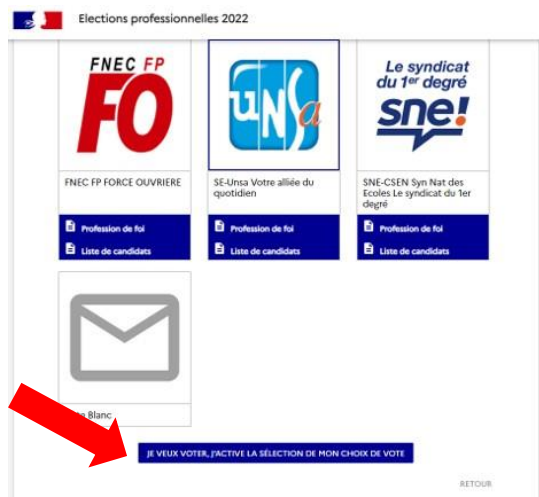 Elections professionnelles 2022
FNEC FP
FO
UNSa
Le syndicat
du 1er degré
sne!
FNEC FP FORCE OUVRIERE
SE-Unsa Votre alliée du
quotidien
SNE-CSEN Syn Nat des
Ecoles Le syndicat du 1er
degré
Profession de foi
Liste de candidats
Profession de foi
Liste de candidats
Profession de foi
Liste de candidats
Blanc
JE VEUX VOTER, J'ACTIVE LA SÉLECTION DE MON CHOIX DE VOTE
RETOUR